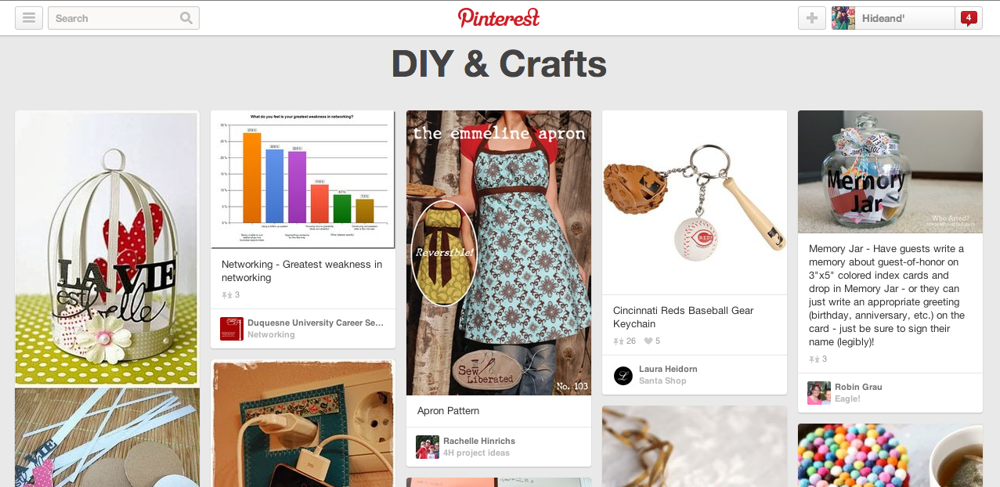 Search
Pinterest
Hideand'
4
DIY & Crafts
LA VIE
est
belle
What do you feel is your greatest weakness in networking?
Networking - Greatest weakness in
networking
3
Duquesne University Career Se...
Networking
the emmeline apron
Reversible!
Sew
Liberated
No. 103
Apron Pattern
Rachelle Hinrichs
4H project ideas
REDS
Cincinnati Reds Baseball Gear
Keychain
26 5
Laura Heidorn
Santa Shop
Memory
Jar
Who Arted?
Memory Jar - Have guests write a
memory about guest-of-honor on
3"x5" colored index cards and
drop in Memory Jar - or they can
just write an appropriate greeting
(birthday, anniversary, etc.) on the
card - just be sure to sign their
name (legibly)!
3
Robin Grau
Eagle!